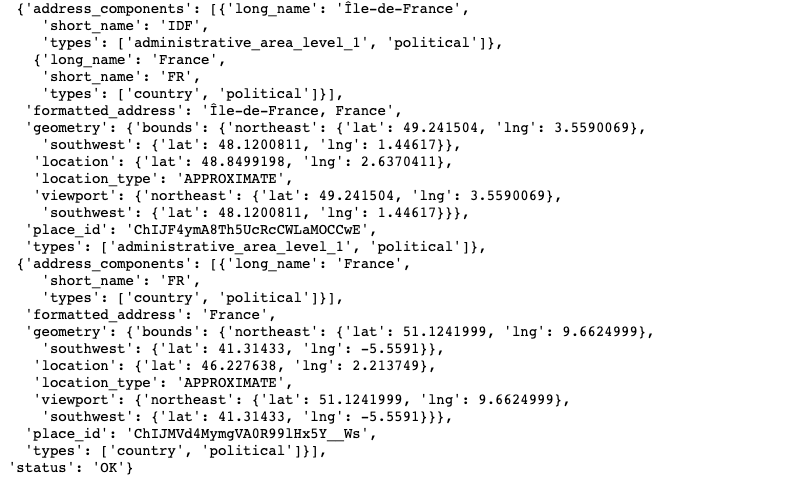 {'address_components': [{'long_name': 'Île-de-France',
'short_name': 'IDF',
'types': ['administrative_area_level_1', 'political']},
{'long_name': 'France',
'short_name': 'FR',
'types': ['country', 'political']}],
'formatted_address': 'Île-de-France, France',
'geometry': {'bounds': {'northeast': {'lat': 49.241504, 'lng': 3.5590069},
'southwest': {'lat': 48.1200811, 'lng': 1.44617}},
'location': {'lat': 48.8499198, 'lng': 2.6370411},
'location_type': 'APPROXIMATE',
'viewport': {'northeast': {'lat': 49.241504, 'lng': 3.5590069},
'southwest': {'lat': 48.1200811, 'lng': 1.44617}}},
'place_id': 'ChIJF4ymA8Th5UcRcCWLaMOCCwE',
'types': ['administrative_area_level_1', 'political']},
{'address_components': [{'long_name': 'France',
'short_name': 'FR',
'types': ['country', 'political']}],
'formatted_address': 'France',
'geometry': {'bounds': {'northeast': {'lat': 51.1241999, 'lng': 9.6624999},
'southwest': {'lat': 41.31433, 'lng': -5.5591}},
'location': {'lat': 46.227638, 'lng': 2.213749},
'location_type': 'APPROXIMATE',
'viewport': {'northeast': {'lat': 51.1241999, 'lng': 9.6624999},
'southwest': {'lat': 41.31433, 'lng': -5.5591}}},
'place_id': 'ChIJMVd4MymgVA0R99lHx5Y__Ws',
'types': ['country', 'political']}],
'status': 'OK'}